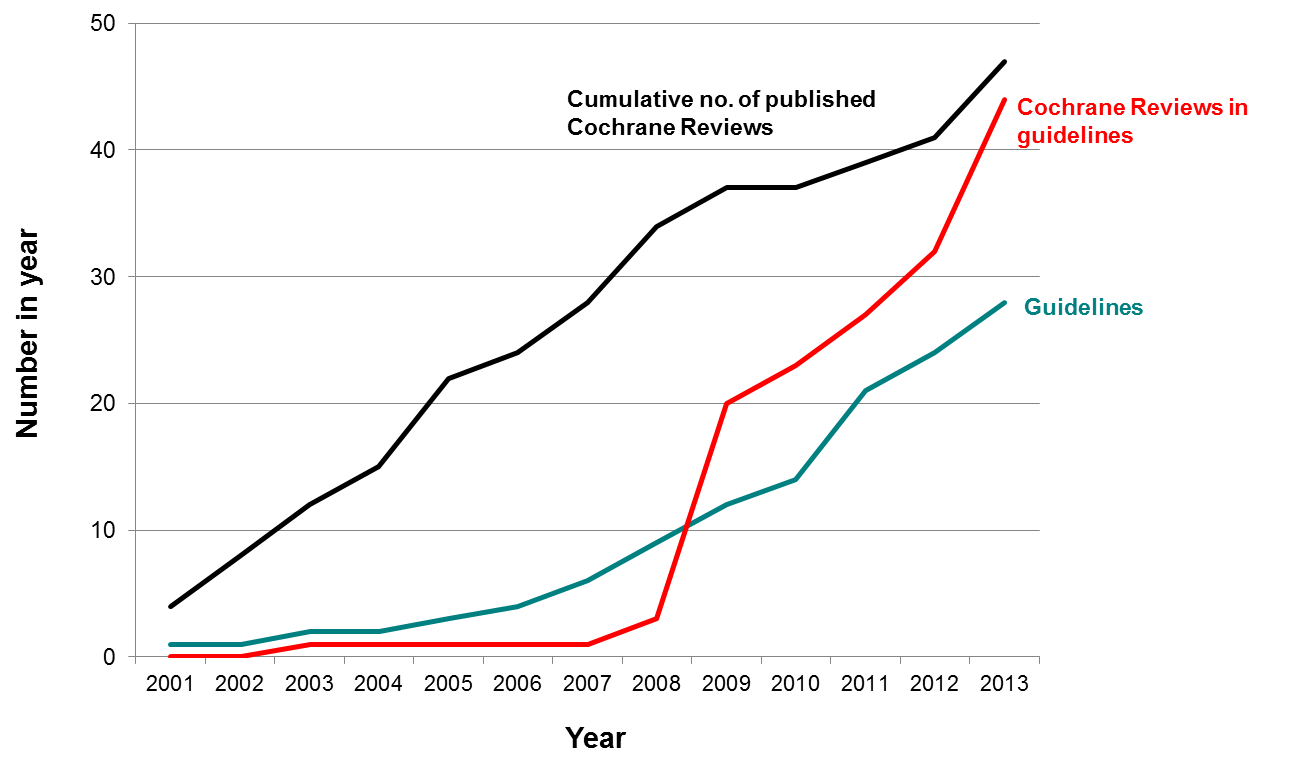 50
Cumulative no. of published
Cochrane Reviews
Cochrane Reviews in
guidelines
40
30
Guidelines
20
10
0
Number in year
2001 2002 2003 2004 2005 2006 2007 2008 2009 2010 2011 2012 2013
Year